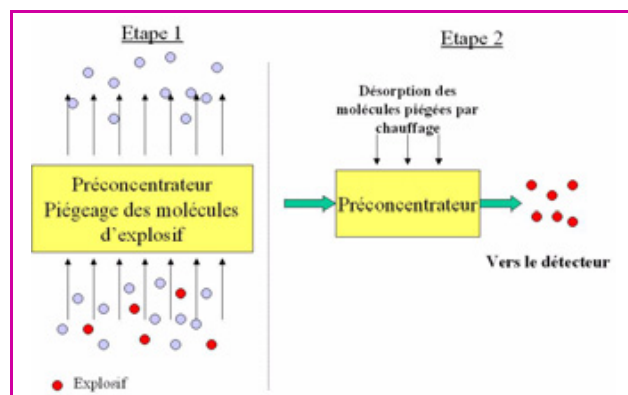 Etape 1
Préconcentrateur
Piégeage des molécules
d'explosif
Explosif
Etape 2
Désorption des
molécules piégées par
chauffage
Préconcentrateur
Vers le détecteur